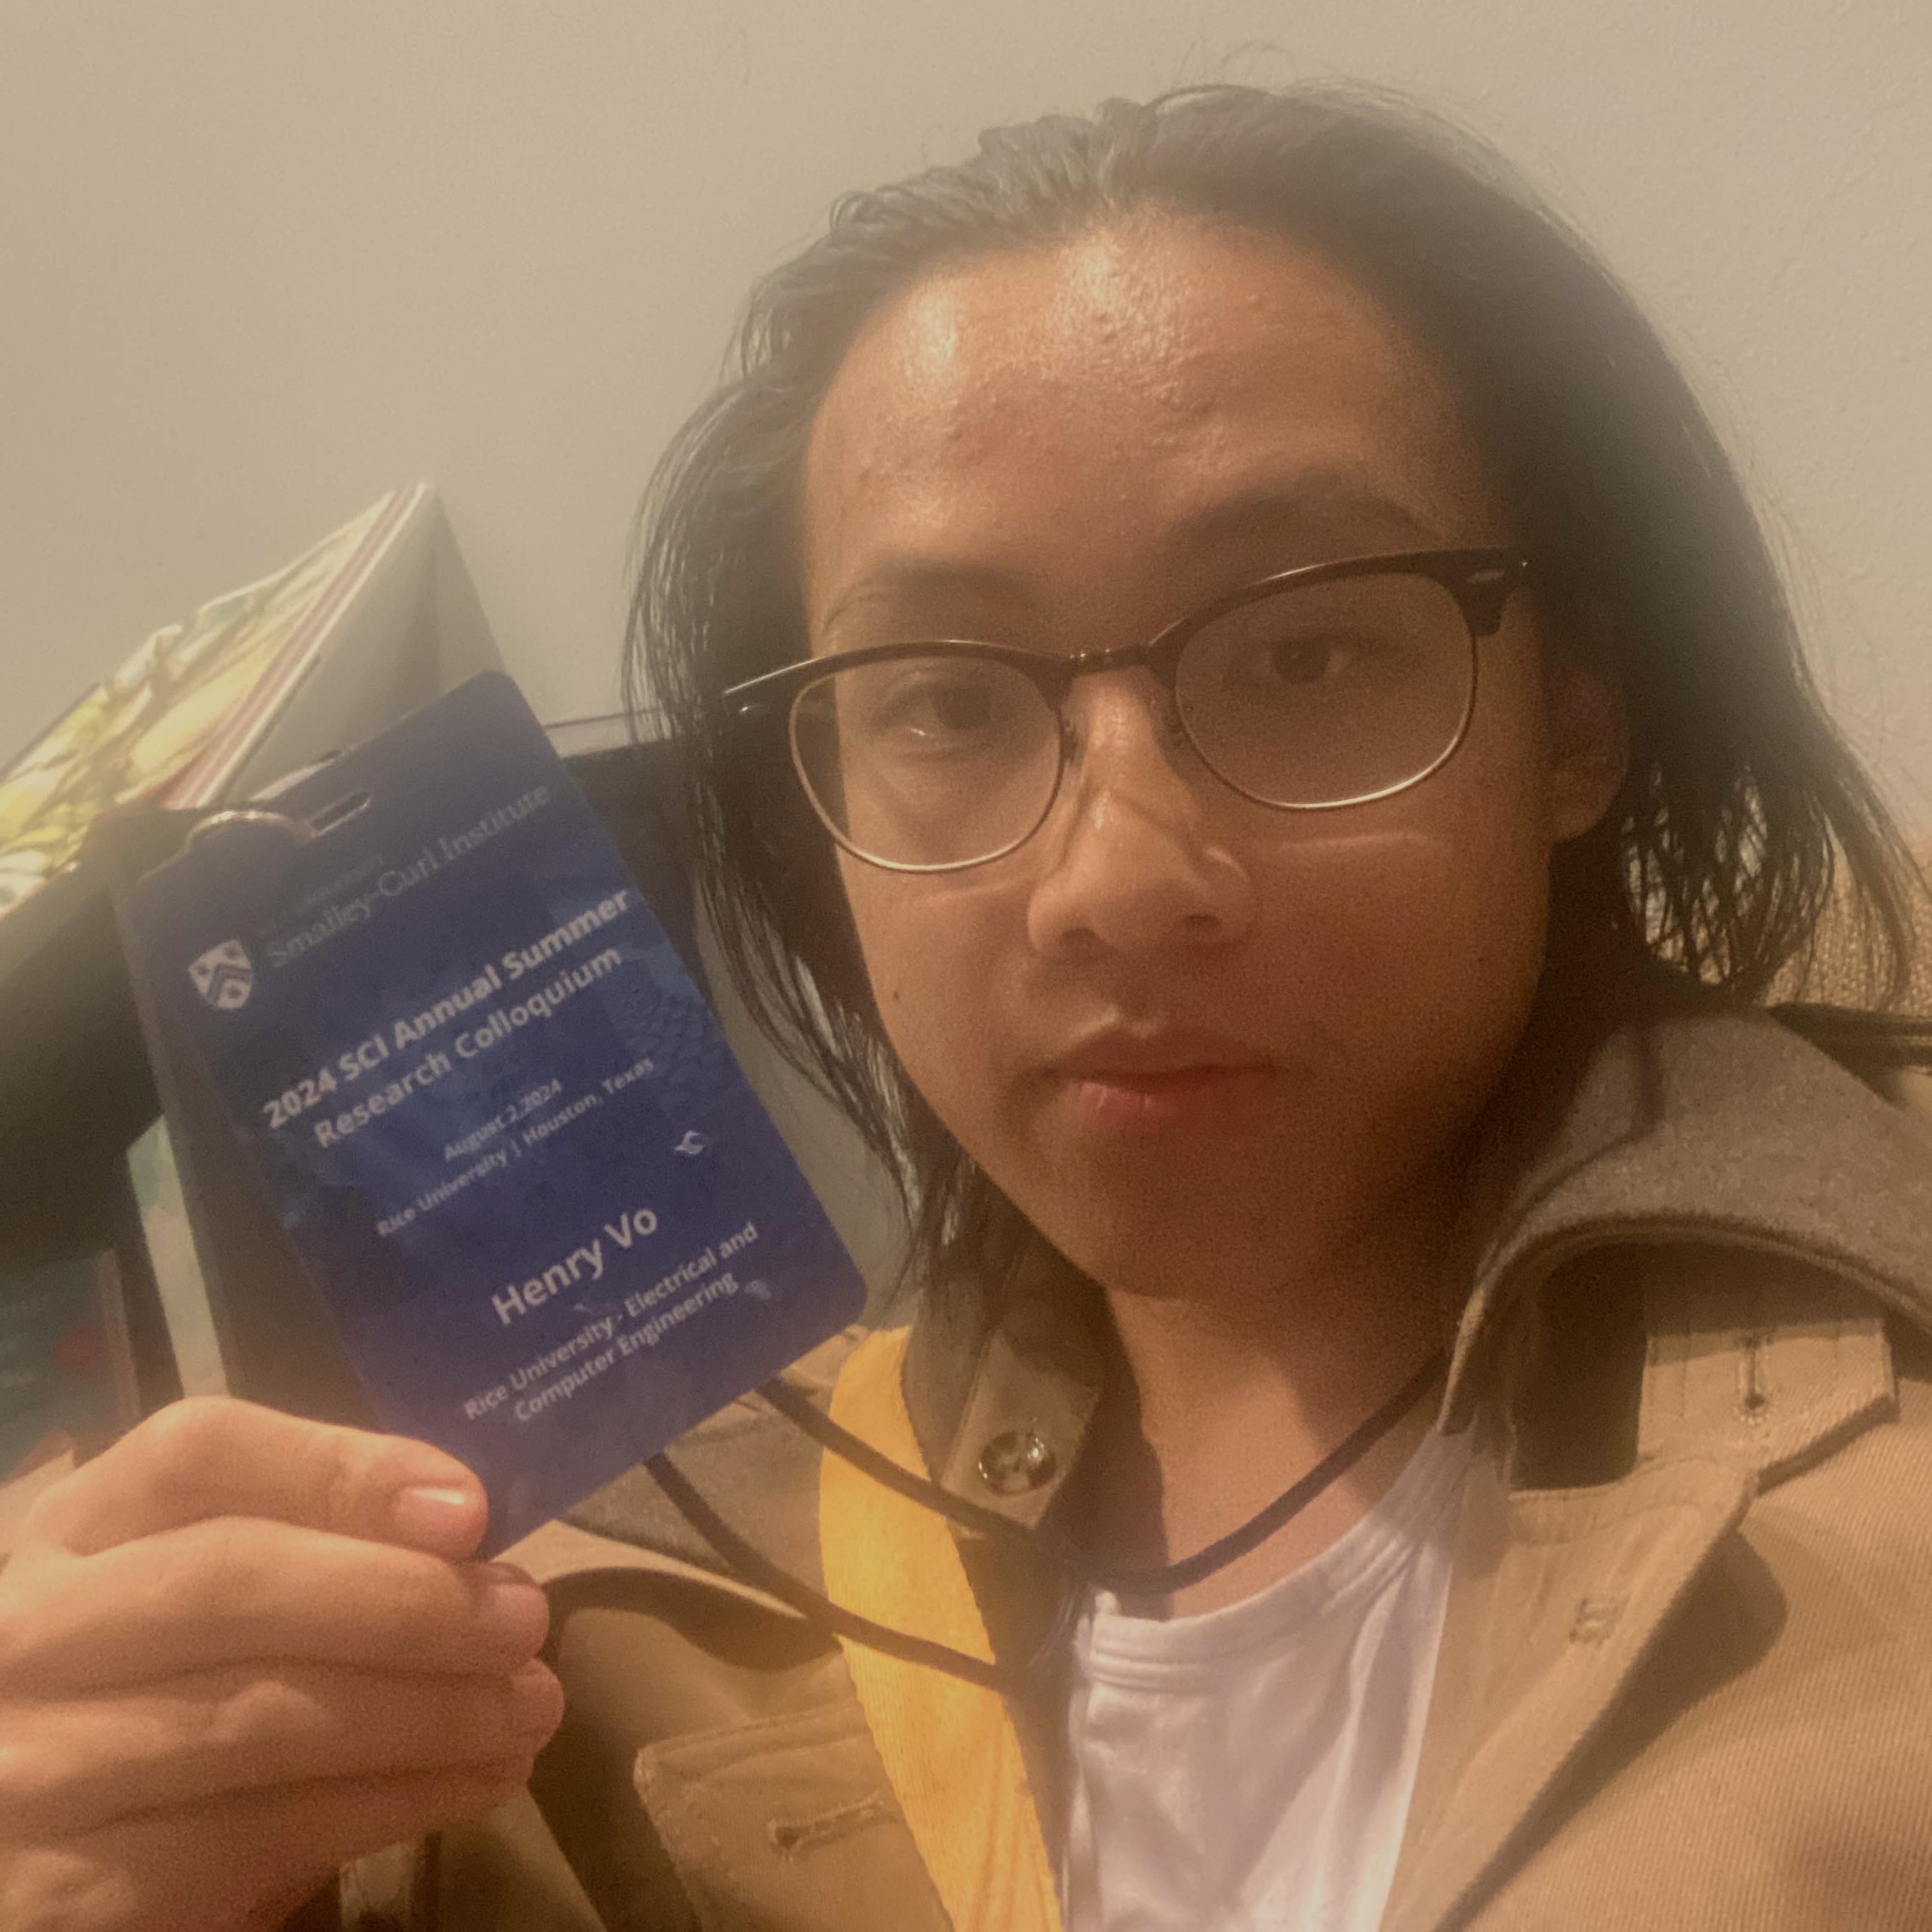 Smalley-Curl Institute
2024 SCI Annual Summer
Research Colloquium
August 2, 2024
Rice University | Houston, Texas
Henry Vo
Rice University - Electrical and
Computer Engineering